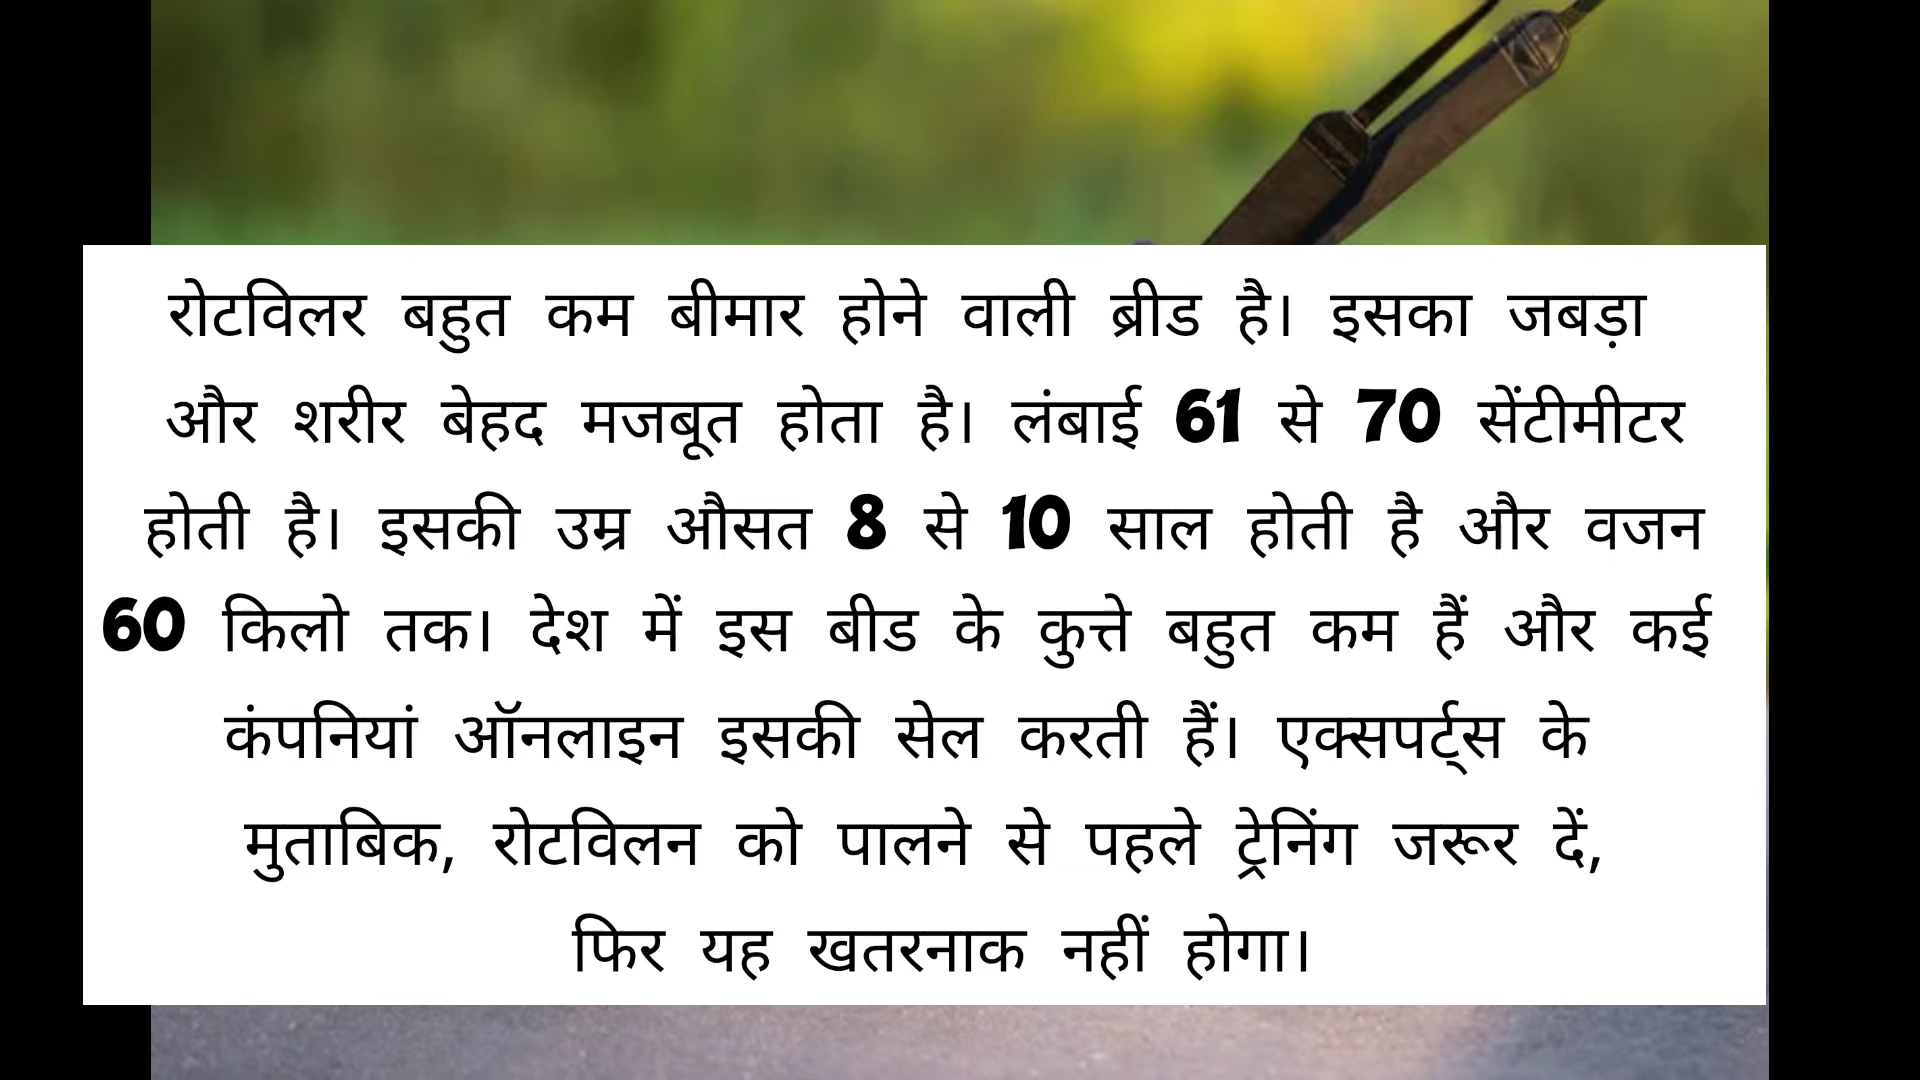 रोटविलर बहुत कम बीमार होने वाली ब्रीड है। इसका जबड़ा
और शरीर बेहद मजबूत होता है। लंबाई 61 से 70 सेंटीमीटर
होती है। इसकी उम्र औसत 8 से 10 साल होती है और वजन
60 किलो तक। देश में इस बीड के कुत्ते बहुत कम हैं और कई
कंपनियां ऑनलाइन इसकी सेल करती हैं। एक्सपर्ट्स के
मुताबिक, रोटविलन को पालने से पहले ट्रेनिंग जरूर दें,
फिर यह खतरनाक नहीं होगा।